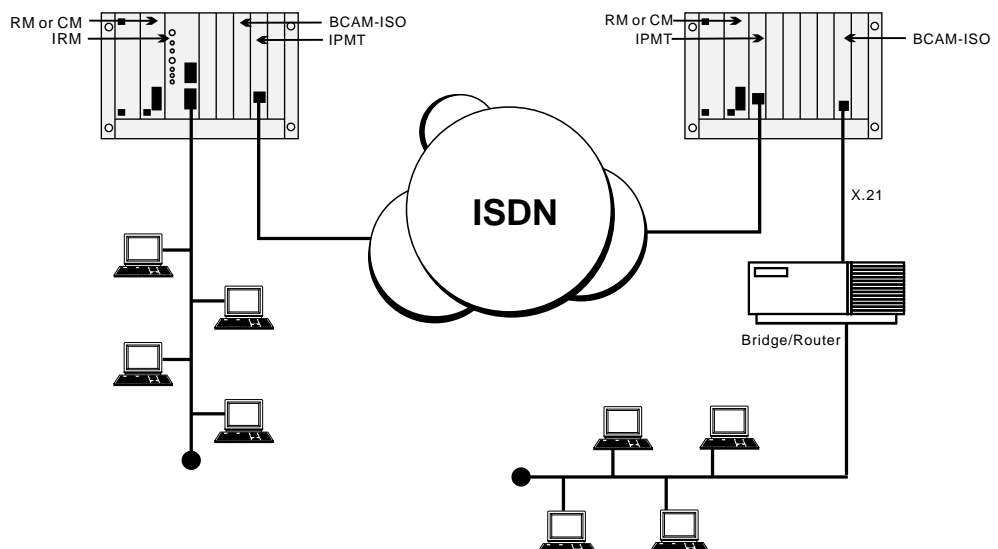 RM or CM
IRM
BCAM-ISO
IPMT
RM or CM
IPMT
BCAM-ISO
ISDN
X.21
Bridge/Router